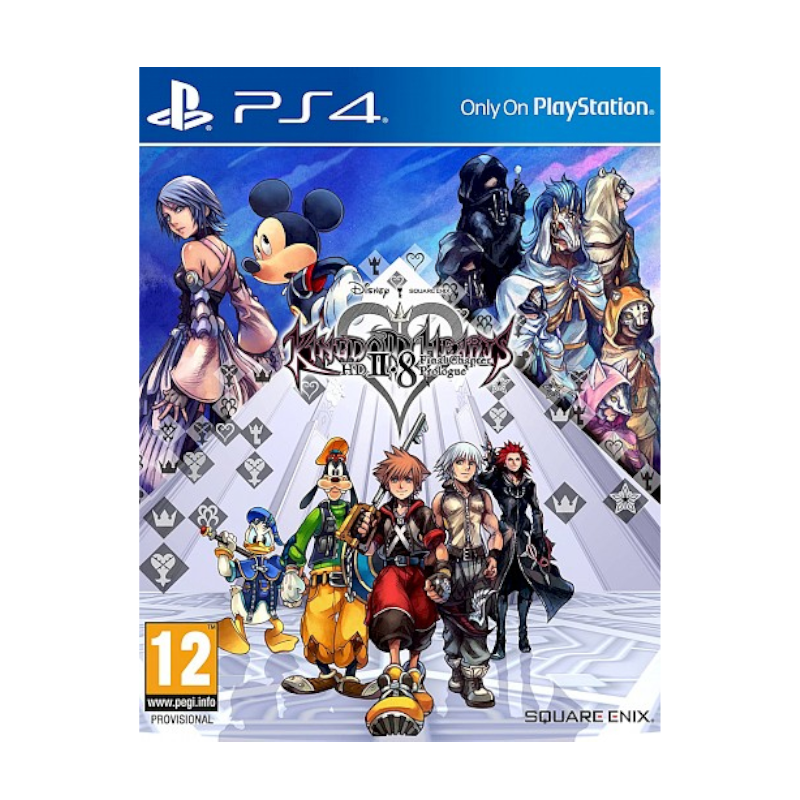 PS4
Only On PlayStation®
Disney SQUARE ENIX
KINGDOM HEARTS
HD II.8 Final Chapter
Prologue
12
www.pegi.info
PROVISIONAL
SQUARE ENIX.